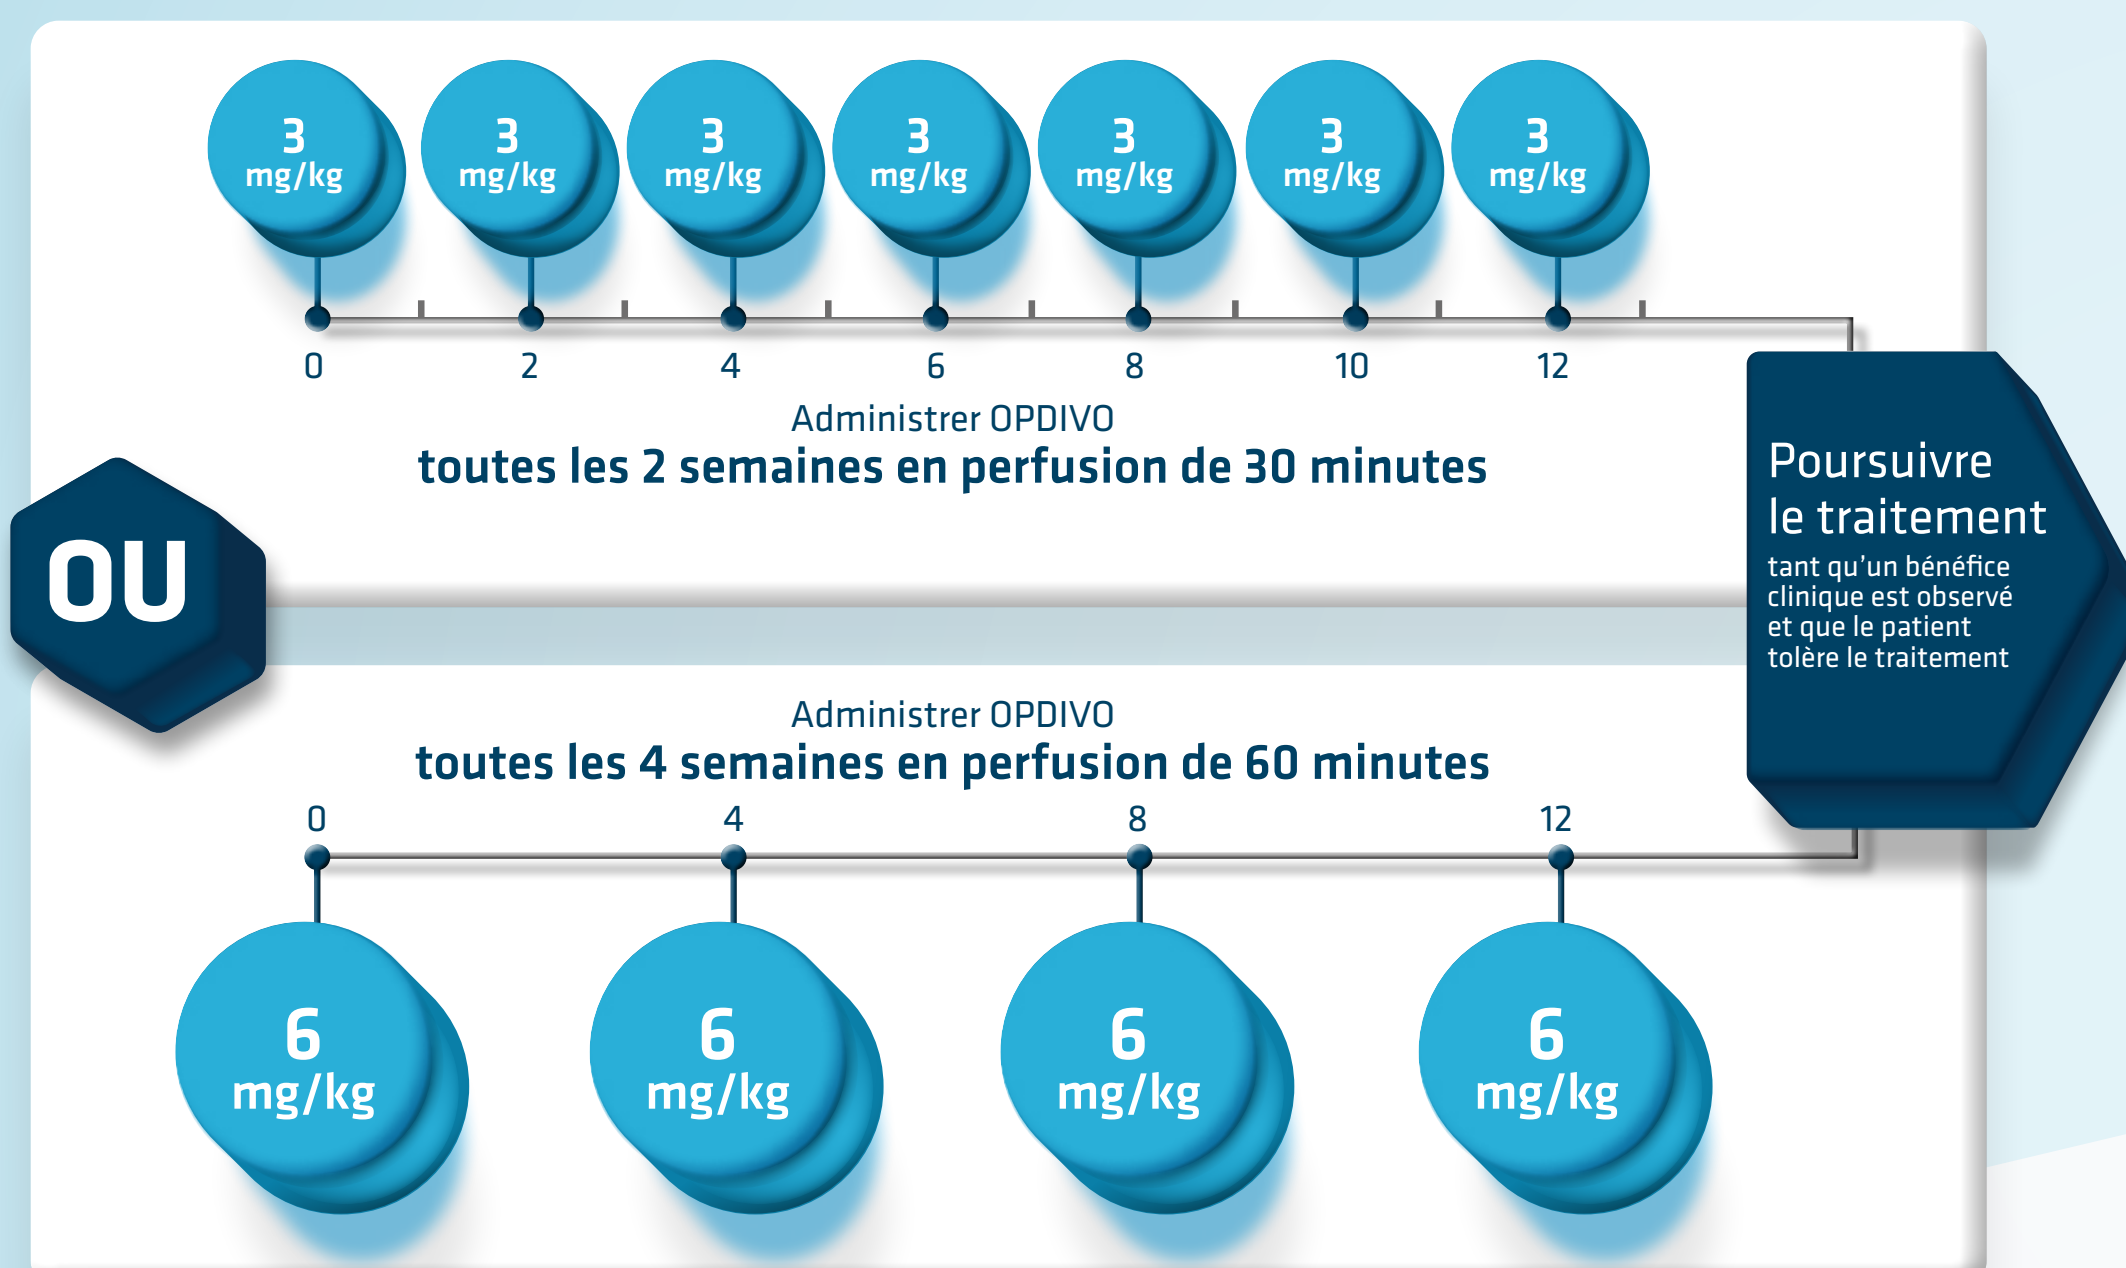 3 3 3 3 3 3 3
mg/kg mg/kg mg/kg mg/kg mg/kg mg/kg mg/kg
0 2 4 6 8 10 12
Administrer OPDIVO
toutes les 2 semaines en perfusion de 30 minutes
OU
Poursuivre
le traitement
tant qu'un bénéfice
clinique est observé
et que le patient
tolère le traitement
Administrer OPDIVO
toutes les 4 semaines en perfusion de 60 minutes
0 4 8 12
6 6 6 6
mg/kg mg/kg mg/kg mg/kg